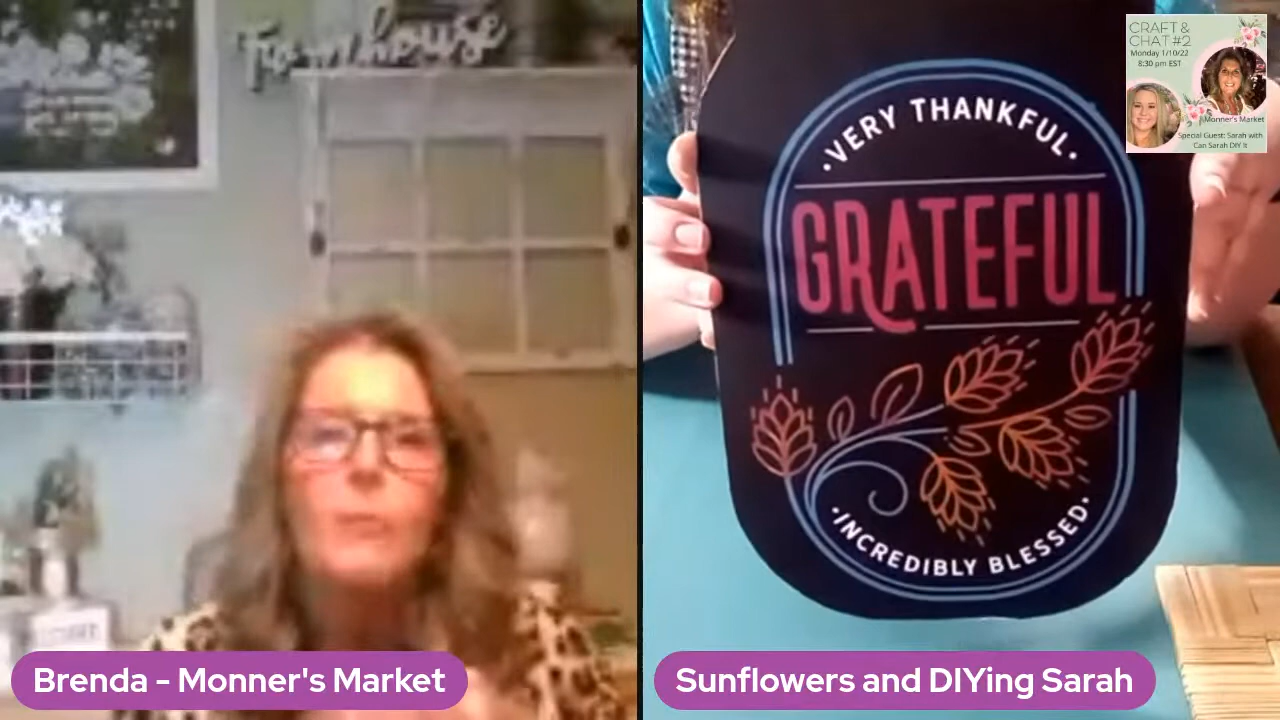 Farmhouse
VERY THANKFUL
GRATEFUL
INCREDIBLY BLESSED
CRAFT &
CHAT #2
Monday 1/10/22
8:30 pm EST
Monner's Market
Special Guest: Sarah with
Can Sarah DIY It
Brenda - Monner's Market
Sunflowers and DIYing Sarah